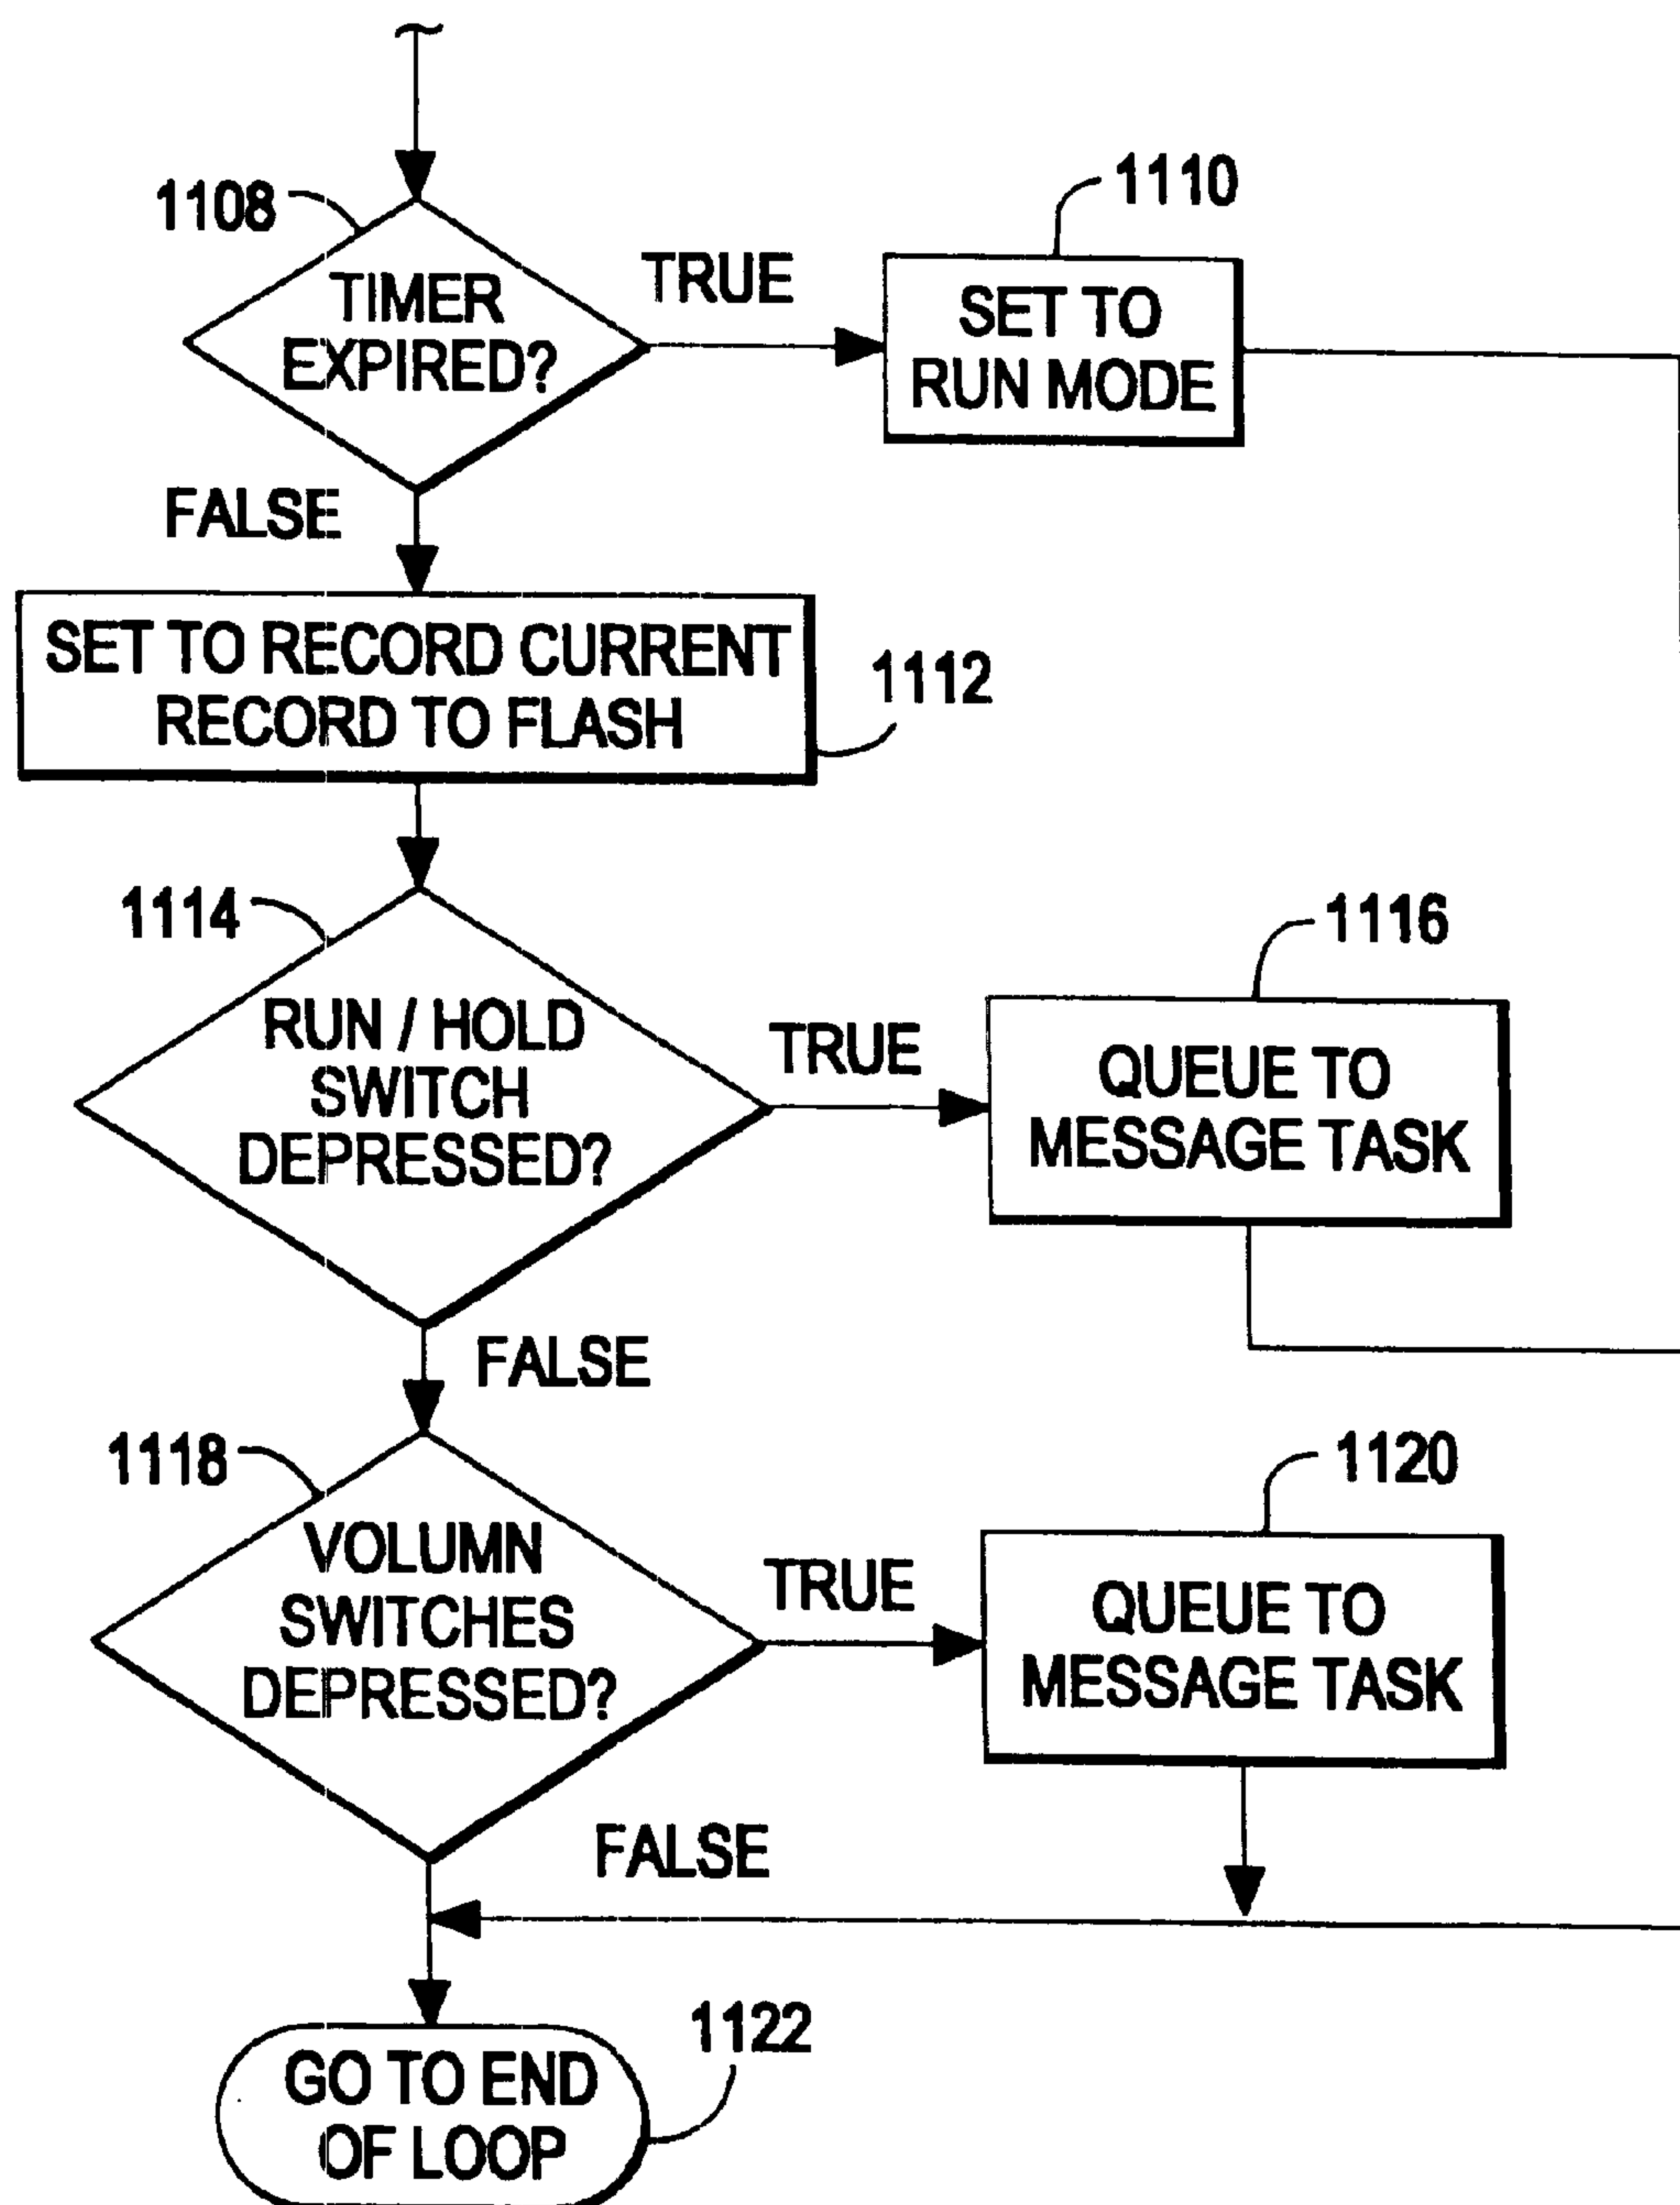 1108
TIMER
EXPIRED?
TRUE
1110
SET TO
RUN MODE
FALSE
SET TO RECORD CURRENT
RECORD TO FLASH
1112
1114
RUN / HOLD
SWITCH
DEPRESSED?
TRUE
1116
QUEUE TO
MESSAGE TASK
FALSE
1118
VOLUMN
SWITCHES
DEPRESSED?
TRUE
1120
QUEUE TO
MESSAGE TASK
FALSE
1122
GO TO END
OF LOOP